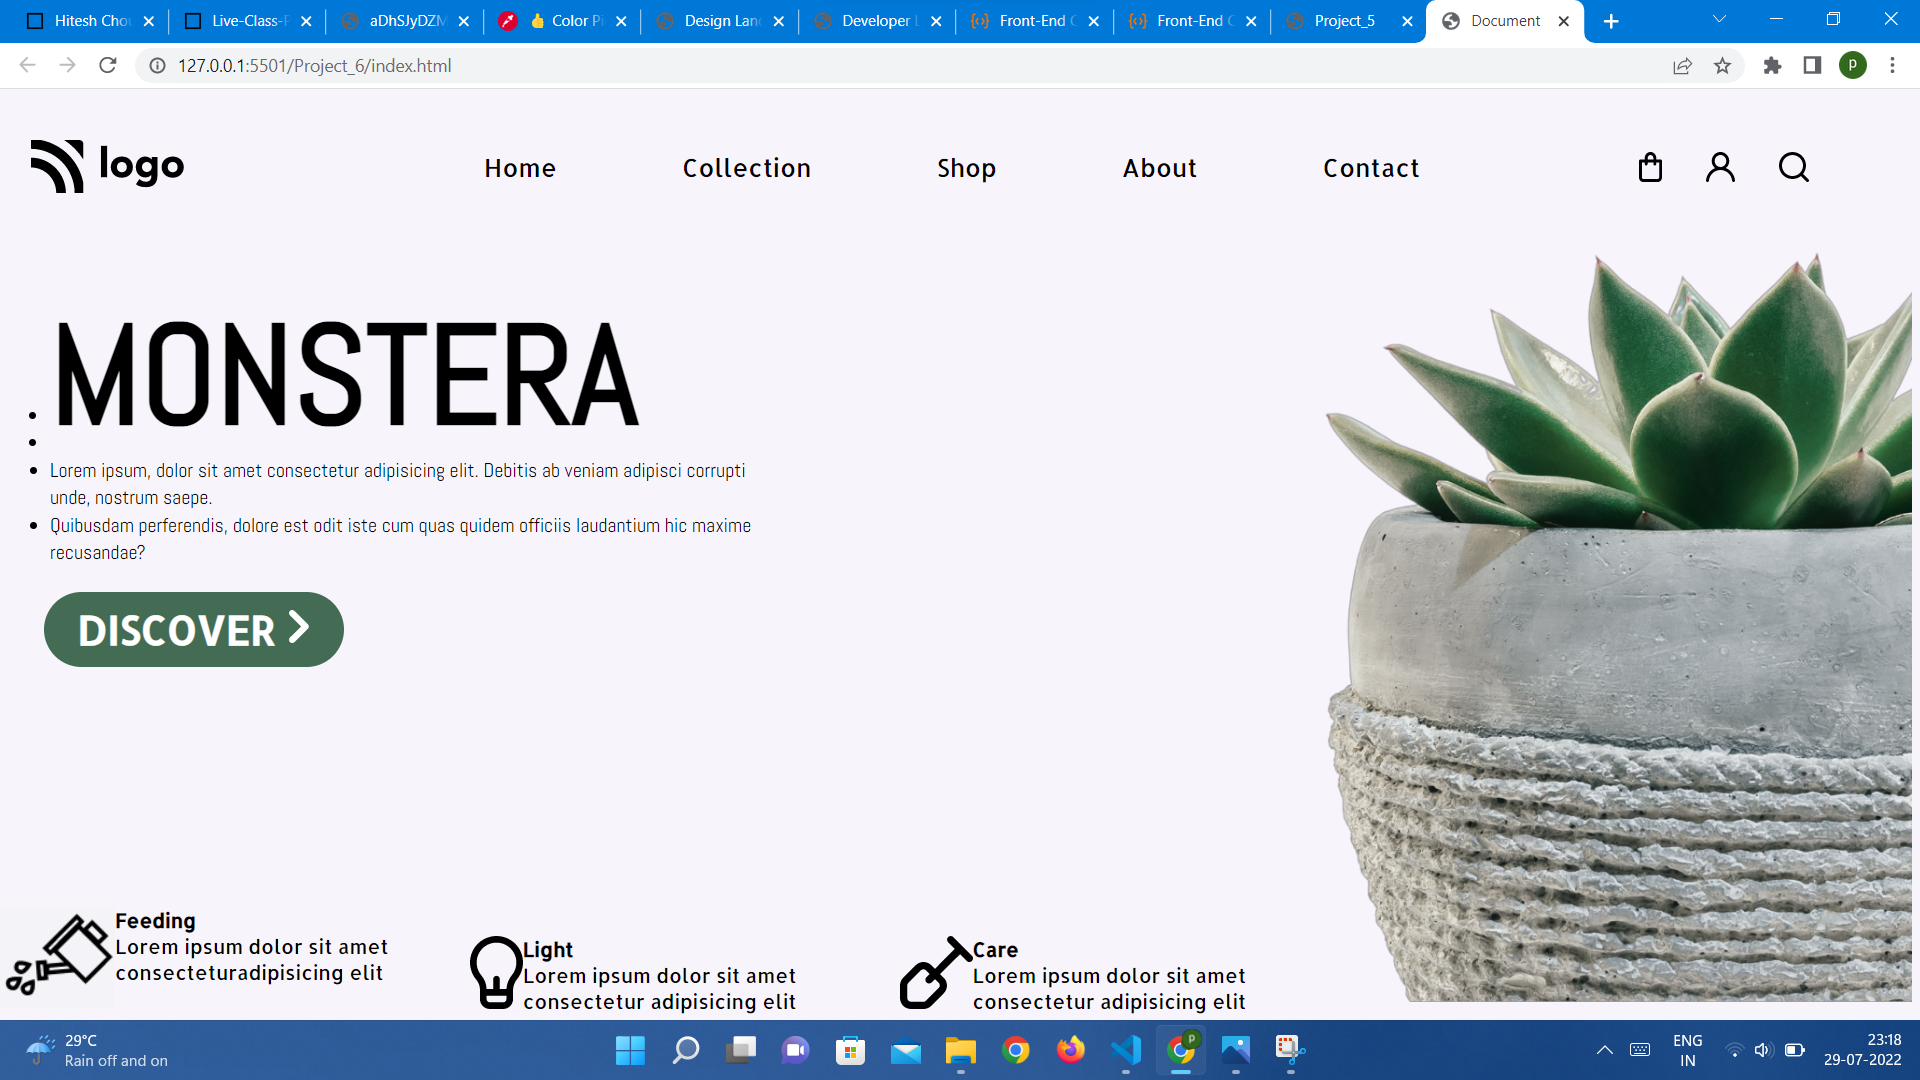 Hitesh Chou
Live-Class-P
aDhSJyDZM
👍 Color Pi
Design Lanc
Developer L
Front-End C
Front-End C
Project_5
Document
127.0.0.1:5501/Project_6/index.html
p
logo
Home
Collection
Shop
About
Contact
MONSTERA
Lorem ipsum, dolor sit amet consectetur adipisicing elit. Debitis ab veniam adipisci corrupti
unde, nostrum saepe.
Quibusdam perferendis, dolore est odit iste cum quas quidem officiis laudantium hic maxime
recusandae?
DISCOVER
Feeding
Lorem ipsum dolor sit amet
consecteturadipisicing elit
Light
Lorem ipsum dolor sit amet
consectetur adipisicing elit
Care
Lorem ipsum dolor sit amet
consectetur adipisicing elit
29°C
Rain off and on
p
ENG
IN
23:18
29-07-2022